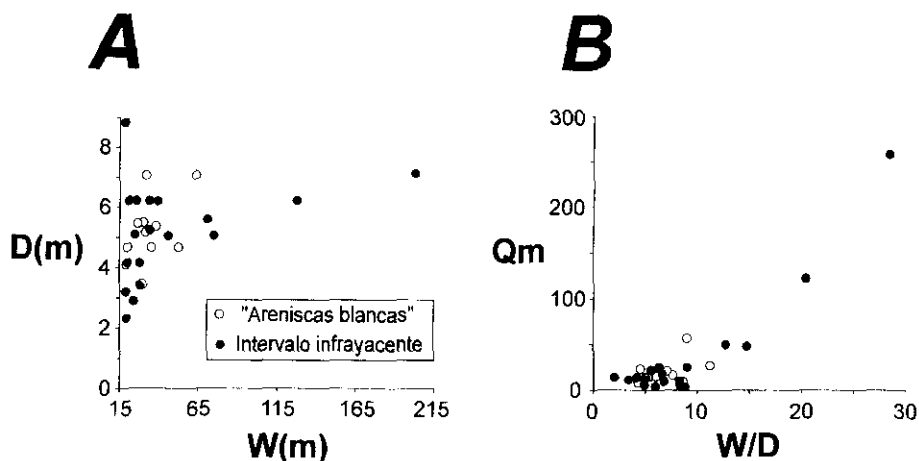 A
8
6
D(m)
4
2
0
15 65 115 165 215
W(m)
○ "Areniscas blancas"
● Intervalo infrayacente
B
300
200
Qm
100
0
0 10 20 30
W/D